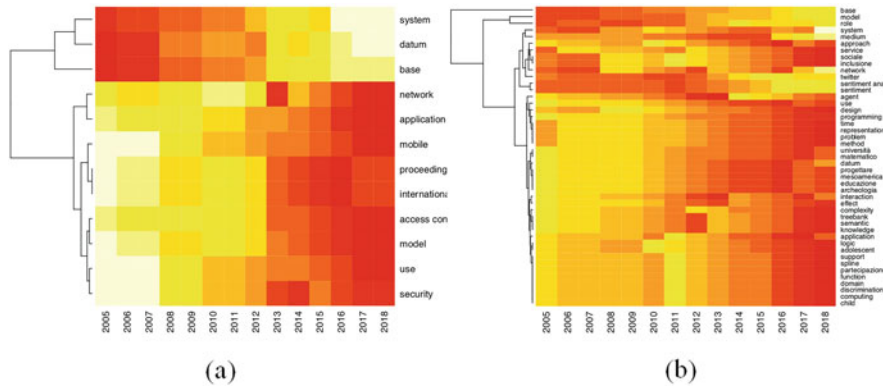 system
datum
base
network
application
mobile
proceeding
internationa
access con
model
use
security
2005 2006 2007 2008 2009 2010 2011 2012 2013 2014 2015 2016 2017 2018
(a)
base
model
role
system
medium
approach
service
sociale
inclusione
network
twitter
sentiment ana
sentiment
agent
use
design
programming
time
representation
problem
method
università
matematico
datum
progettare
mesoamerica
educazione
archeologia
interaction
effect
complexity
treebank
semantic
knowledge
application
logic
adolescent
support
spline
partecipazion
function
domain
discrimination
computing
child
2005 2006 2007 2008 2009 2010 2011 2012 2013 2014 2015 2016 2017 2018
(b)